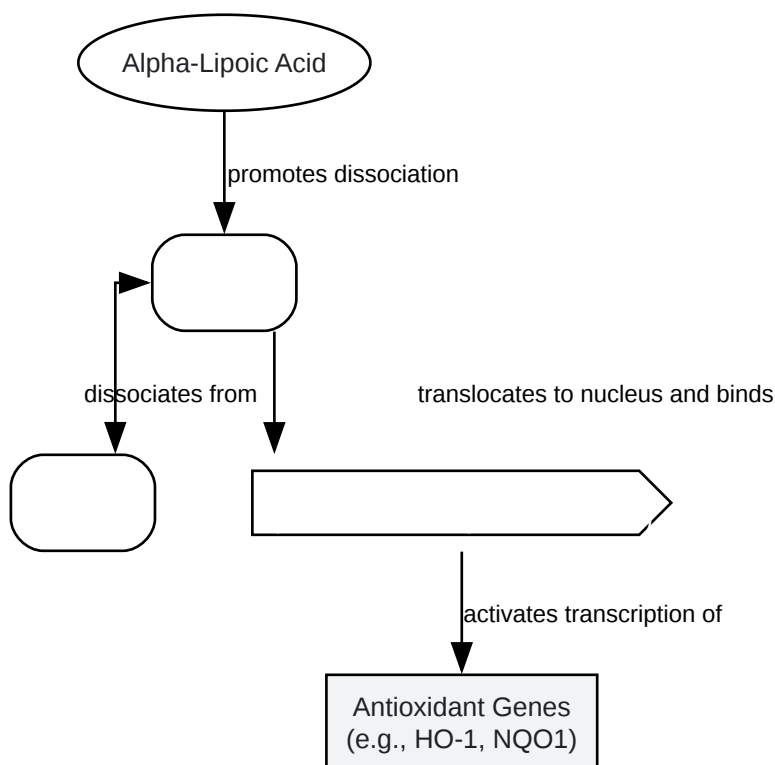 Alpha-Lipoic Acid
promotes dissociation
dissociates from
translocates to nucleus and binds
activates transcription of
Antioxidant Genes
(e.g., HO-1, NQO1)